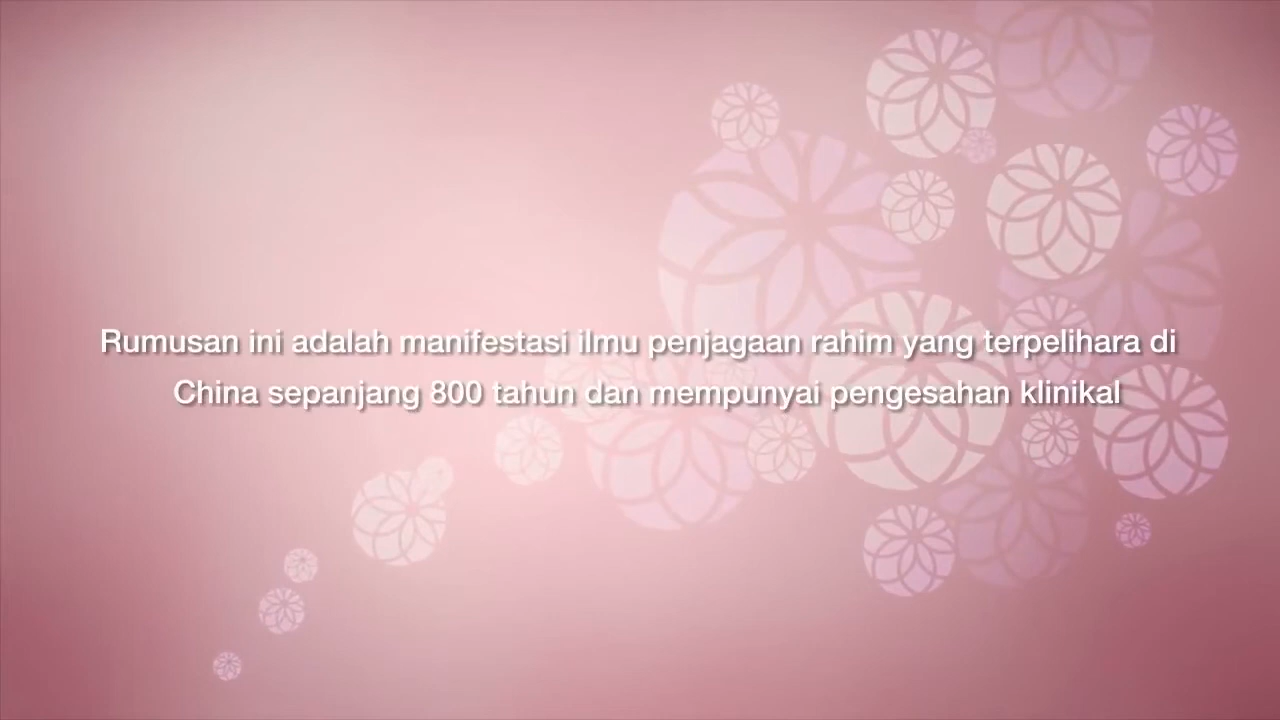 Rumusan ini adalah manifestasi ilmu penjagaan rahim yang terpelihara di
China sepanjang 800 tahun dan mempunyai pengesahan klinikal